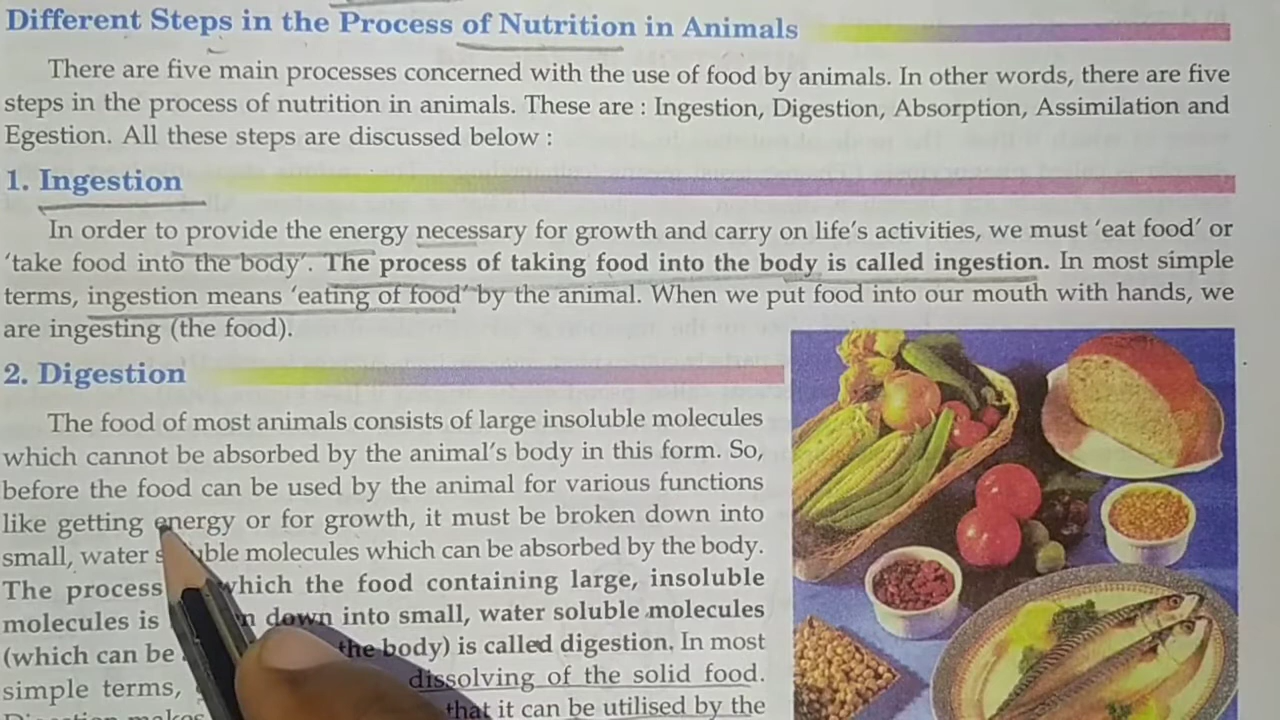 Different Steps in the Process of Nutrition in Animals
There are five main processes concerned with the use of food by animals. In other words, there are five
steps in the process of nutrition in animals. These are : Ingestion, Digestion, Absorption, Assimilation and
Egestion. All these steps are discussed below :
1. Ingestion
In order to provide the energy necessary for growth and carry on life's activities, we must 'eat food' or
'take food into the body'. The process of taking food into the body is called ingestion. In most simple
terms, ingestion means 'eating of food' by the animal. When we put food into our mouth with hands, we
are ingesting (the food).
2. Digestion
The food of most animals consists of large insoluble molecules
which cannot be absorbed by the animal's body in this form. So,
before the food can be used by the animal for various functions
like getting energy or for growth, it must be broken down into
small, water soluble molecules which can be absorbed by the body.
The process which the food containing large, insoluble
molecules is down into small, water soluble molecules
(which can be the body) is called digestion. In most
simple terms, dissolving of the solid food.
Digestion makes that it can be utilised by the